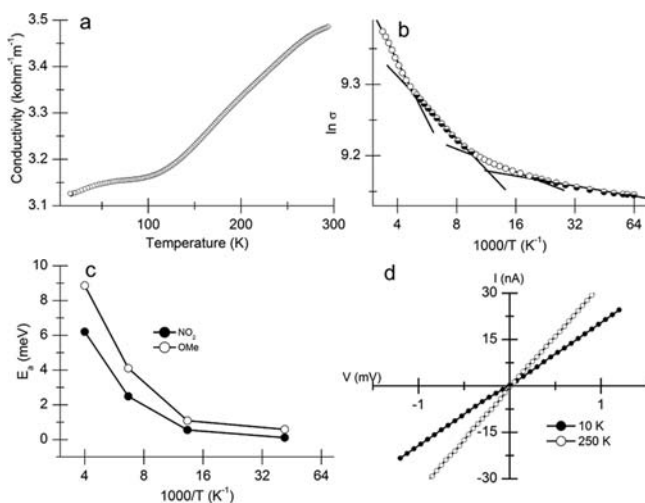 a
3.5
3.4
3.3
3.2
3.1
0
100
200
300
Conductivity (kohm⁻¹m⁻¹)
Temperature (K)
b
9.3
9.2
ln σ
4
8
16
32
64
1000/T (K⁻¹)
c
10
8
6
4
2
0
Eₐ (meV)
NO₂
OMe
4
8
16
32
64
1000/T (K⁻¹)
d
I (nA)
30
15
V (mV)
-1
1
-15
-30
10 K
250 K